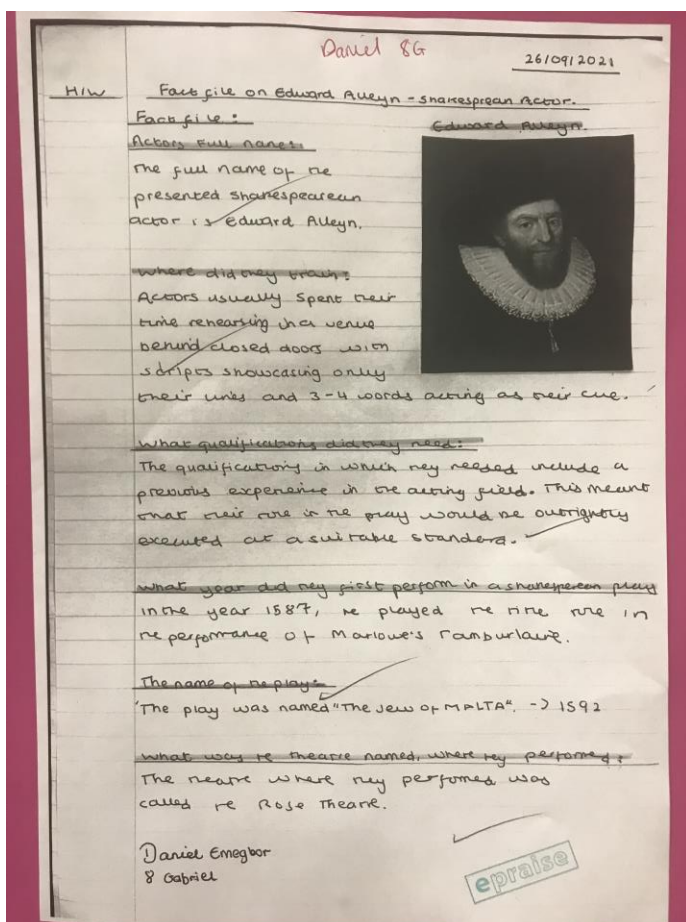 Daniel 8G
26/09/2021
H/W Fact file on Edward Alleyn - Shakesprean Actor.
Fact file:
Edward Alleyn.
Actors Full name:
The full name of the
presented Shakespearean
actor is Edward Alleyn.
Where did they train:
Actors usually spent their
time rehearsing in a venue
behind closed doors with
scripts showcasing only
their lines and 3-4 words acting as their cue.
What qualifications did they need:
The qualifications in which they needed include a
previous experience in the acting field. This meant
that their role in the play would be outrightly
executed at a suitable standerd.
What year did they first perform in a shakesperean play
in the year 1587, he played the title role in
the performance of Marlowe's Tamburlaine.
The name of the play:
The play was named "The Jew of MALTA". -> 1592
What was the theatre named, where they performed:
The theatre where they perfomed was
called the Rose Theatre.
Daniel Emegbor
8 Gabriel
epraise